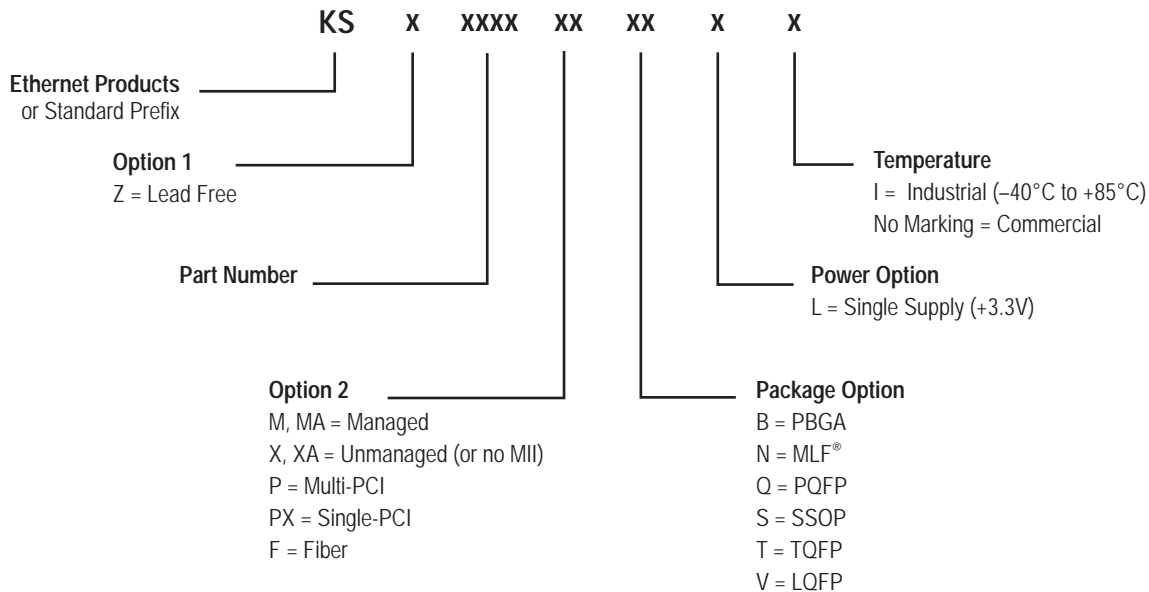 KS x xxxx xx xx x x
Ethernet Products
or Standard Prefix
Option 1
Z = Lead Free
Temperature
I = Industrial (–40°C to +85°C)
No Marking = Commercial
Part Number
Power Option
L = Single Supply (+3.3V)
Option 2
M, MA = Managed
X, XA = Unmanaged (or no MII)
P = Multi-PCI
PX = Single-PCI
F = Fiber
Package Option
B = PBGA
N = MLF®
Q = PQFP
S = SSOP
T = TQFP
V = LQFP